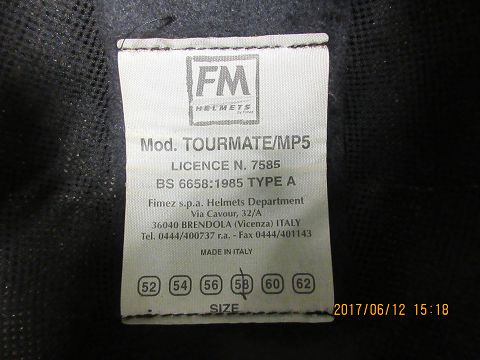 FM
HELMETS
Mod. TOURMATE/MP5
LICENCE N. 7585
BS 6658:1985 TYPE A
Fimez s.p.a. Helmets Department
Via Cavour, 32/A
36040 BRENDOLA (Vicenza) ITALY
Tel. 0444/400737 r.a. - Fax 0444/401143
MADE IN ITALY
52 54 56 58 60 62
SIZE
2017/06/12 15:18